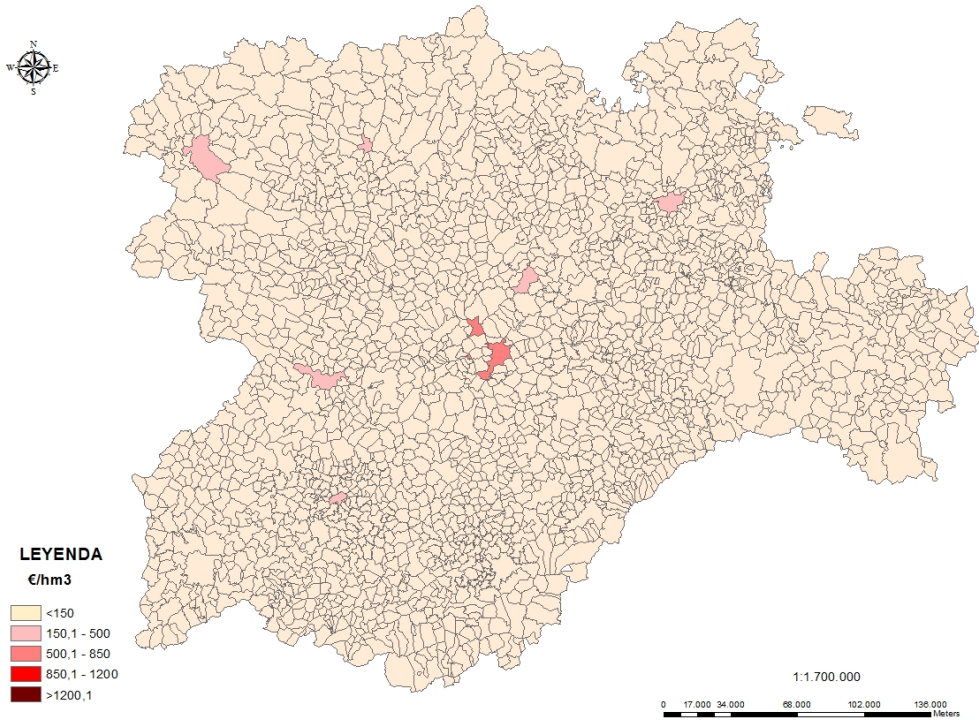 N
W E
S
LEYENDA
€/hm3
<150
150,1 - 500
500,1 - 850
850,1 - 1200
>1200,1
1:1.700.000
0 17.000 34.000 68.000 102.000 136.000
Meters